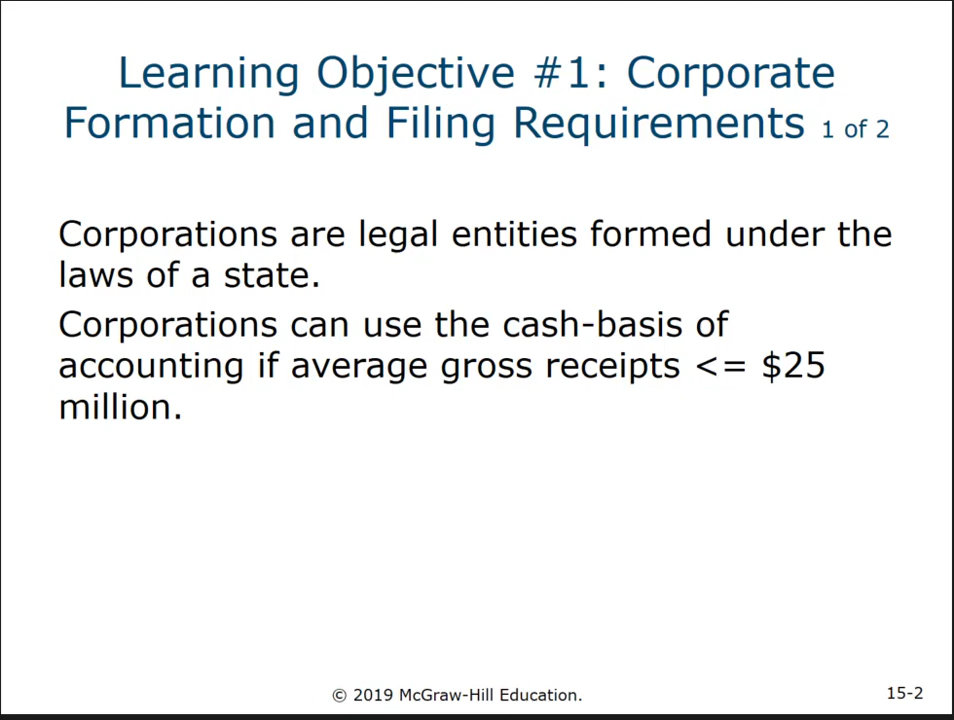 Learning Objective #1: Corporate
Formation and Filing Requirements 1 of 2
Corporations are legal entities formed under the
laws of a state.
Corporations can use the cash-basis of
accounting if average gross receipts <= $25
million.
© 2019 McGraw-Hill Education.
15-2